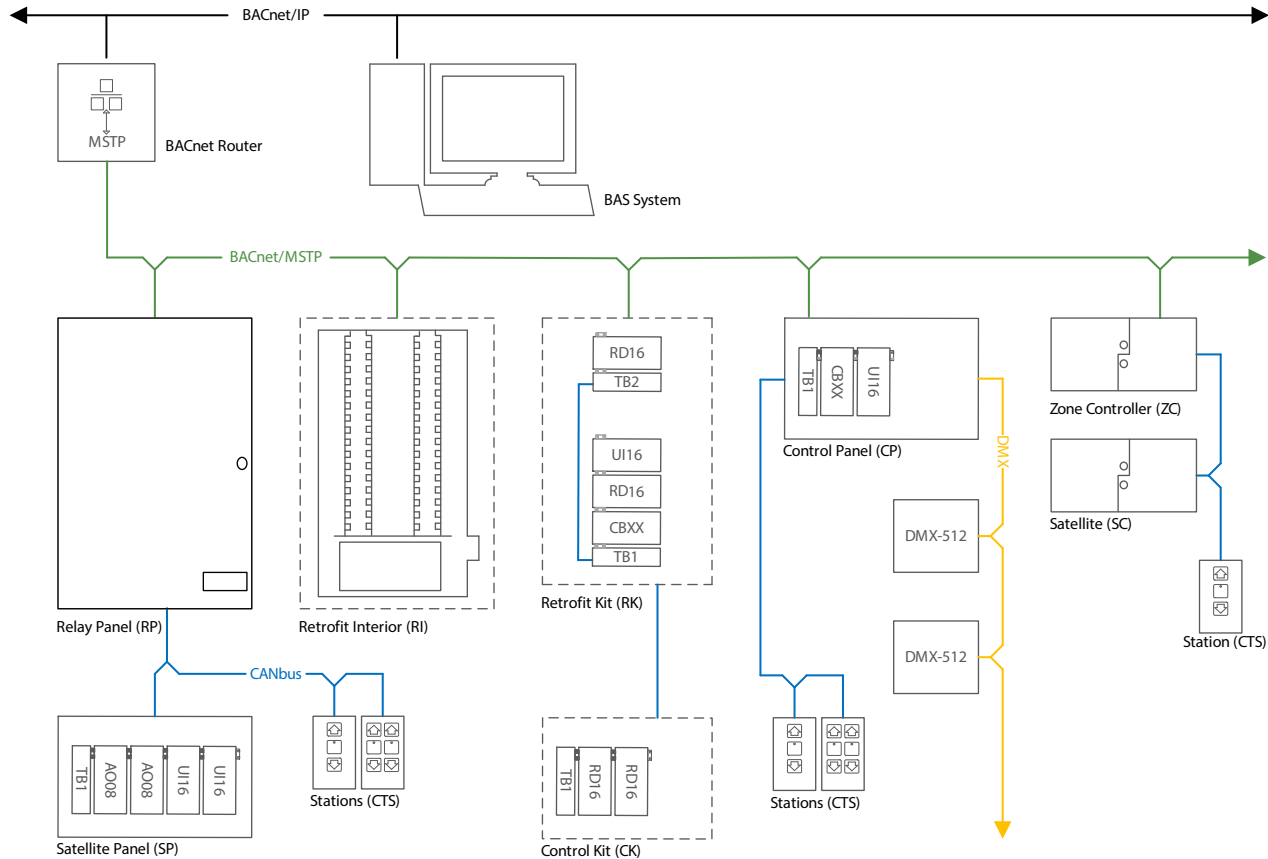 BACnet/IP
MSTP
BACnet Router
BAS System
BACnet/MSTP
RD16
TB2
UI16
RD16
CBXX
TB1
TB1
CBXX
UI16
DMX
DMX-512
DMX-512
Relay Panel (RP)
Retrofit Interior (RI)
Retrofit Kit (RK)
Control Panel (CP)
Zone Controller (ZC)
Satellite (SC)
Station (CTS)
CANbus
TB1
AO08
AO08
UI16
UI16
Satellite Panel (SP)
Stations (CTS)
TB1
RD16
RD16
Control Kit (CK)
Stations (CTS)